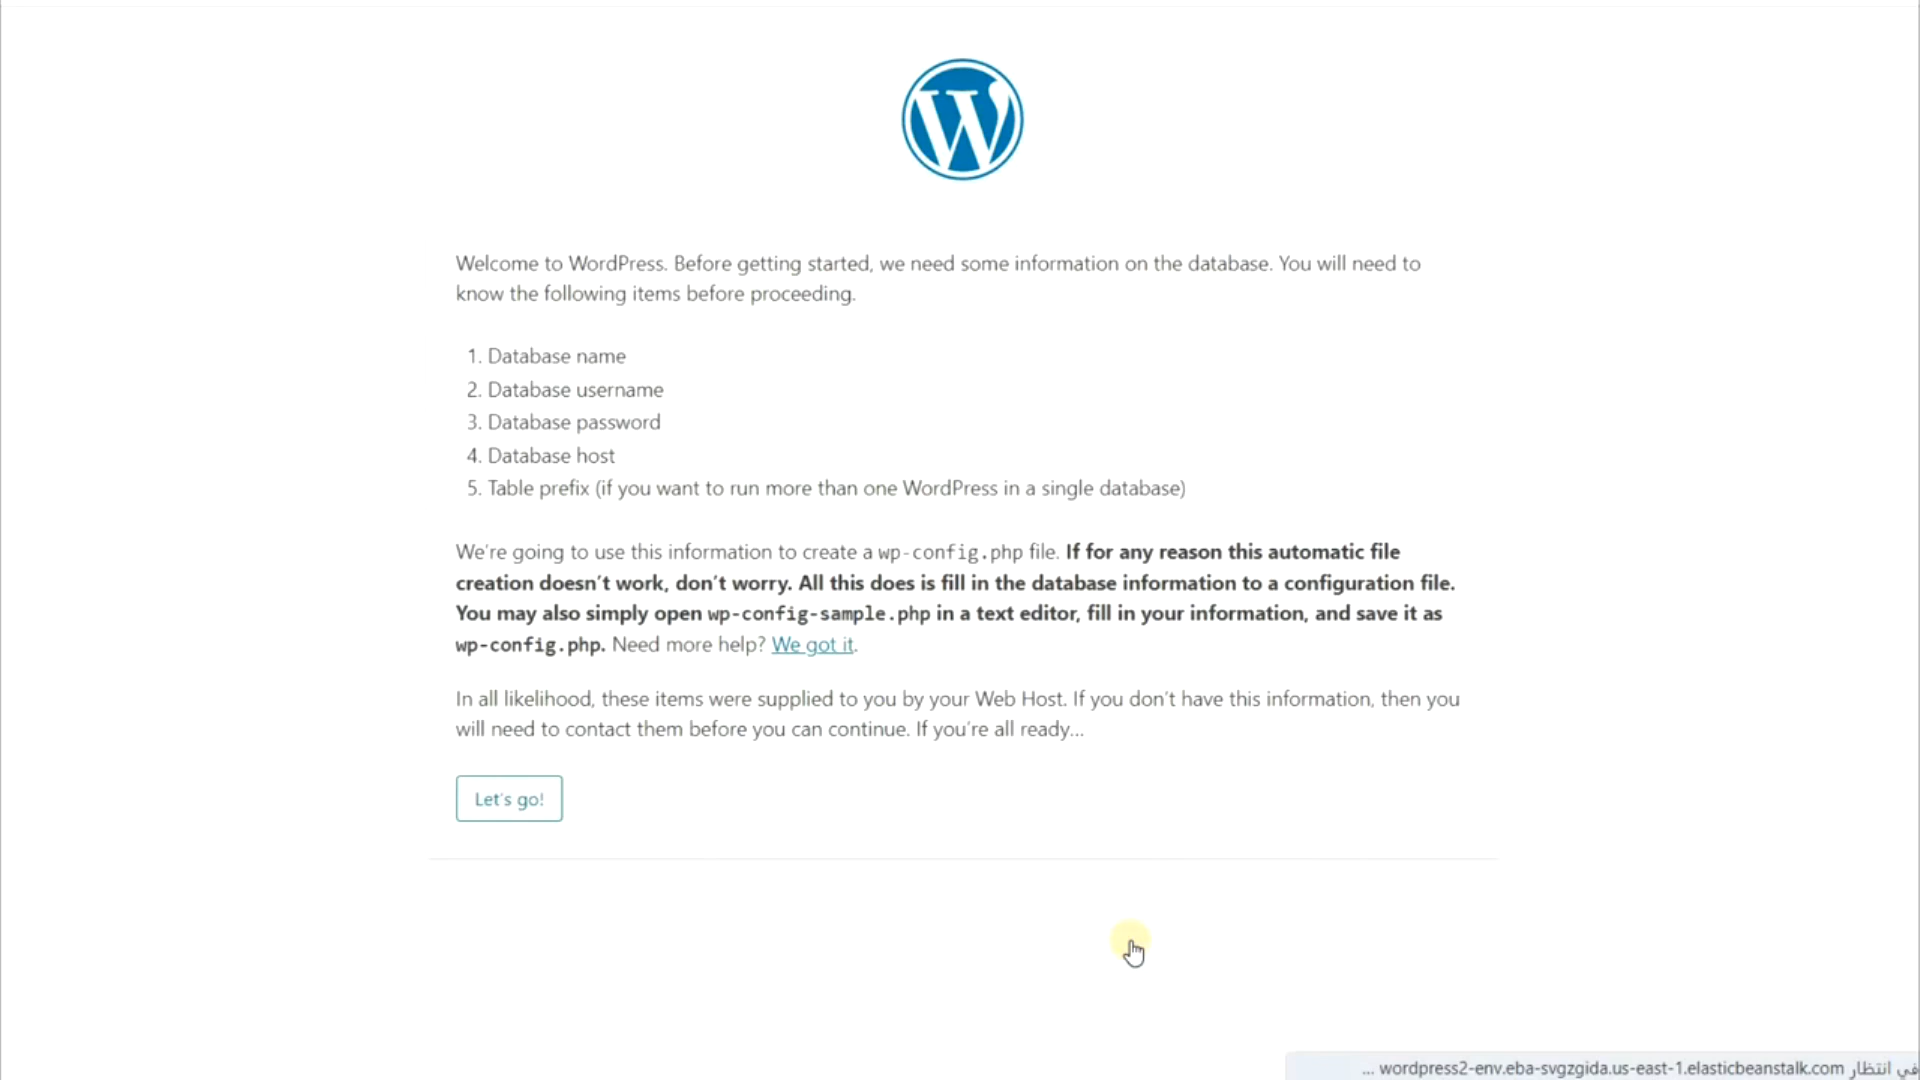 Welcome to WordPress. Before getting started, we need some information on the database. You will need to
know the following items before proceeding.
1. Database name
2. Database username
3. Database password
4. Database host
5. Table prefix (if you want to run more than one WordPress in a single database)
We're going to use this information to create a wp-config.php file. If for any reason this automatic file
creation doesn't work, don't worry. All this does is fill in the database information to a configuration file.
You may also simply open wp-config-sample.php in a text editor, fill in your information, and save it as
wp-config.php. Need more help? We got it.
In all likelihood, these items were supplied to you by your Web Host. If you don't have this information, then you
will need to contact them before you can continue. If you're all ready...
Let's go!
في انتظار wordpress2-env.eba-svgzgida.us-east-1.elasticbeanstalk.com ...